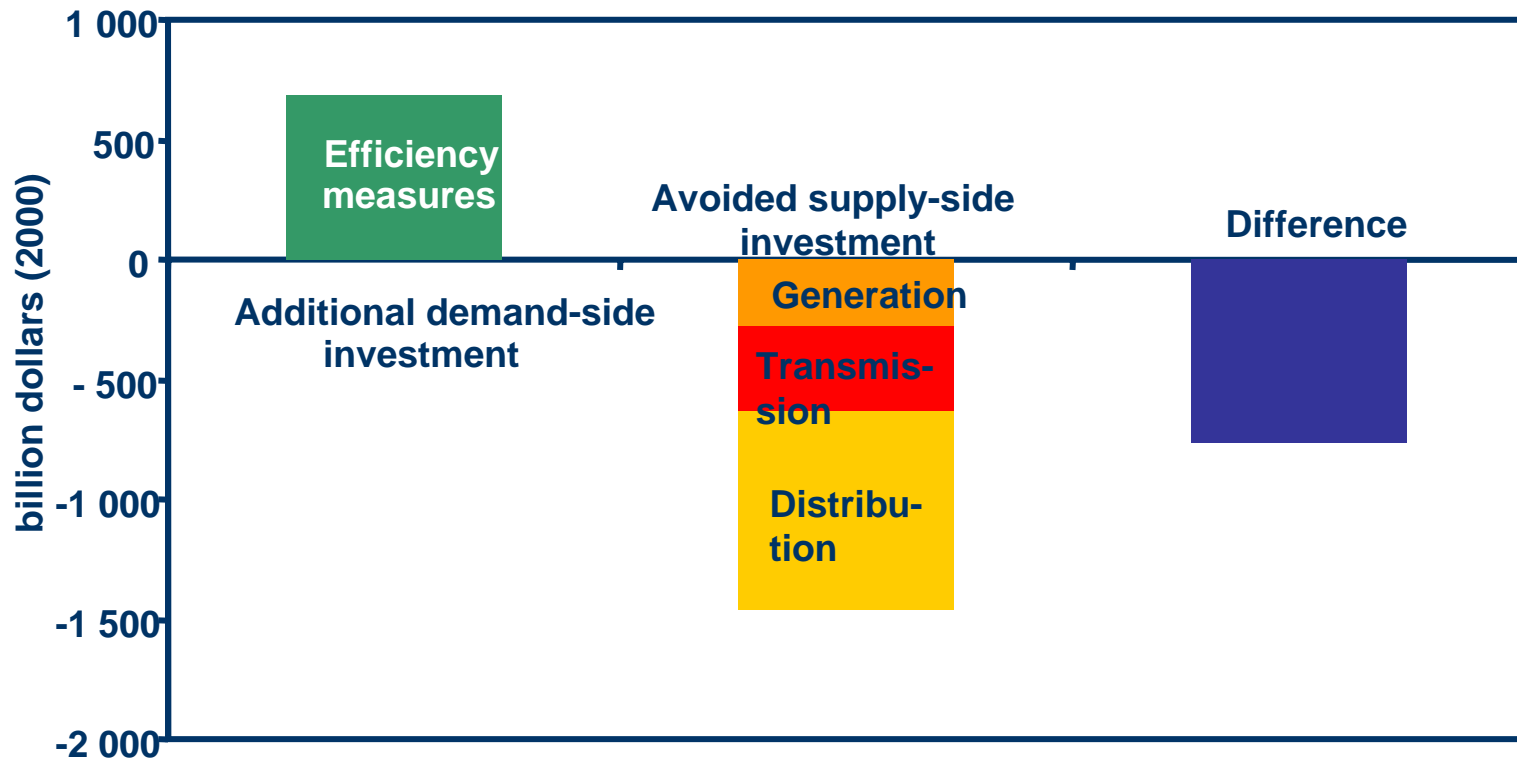 1 000
500
0
- 500
-1 000
-1 500
-2 000
billion dollars (2000)
Efficiency
measures
Additional demand-side
investment
Avoided supply-side
investment
Generation
Transmis-
sion
Distribu-
tion
Difference